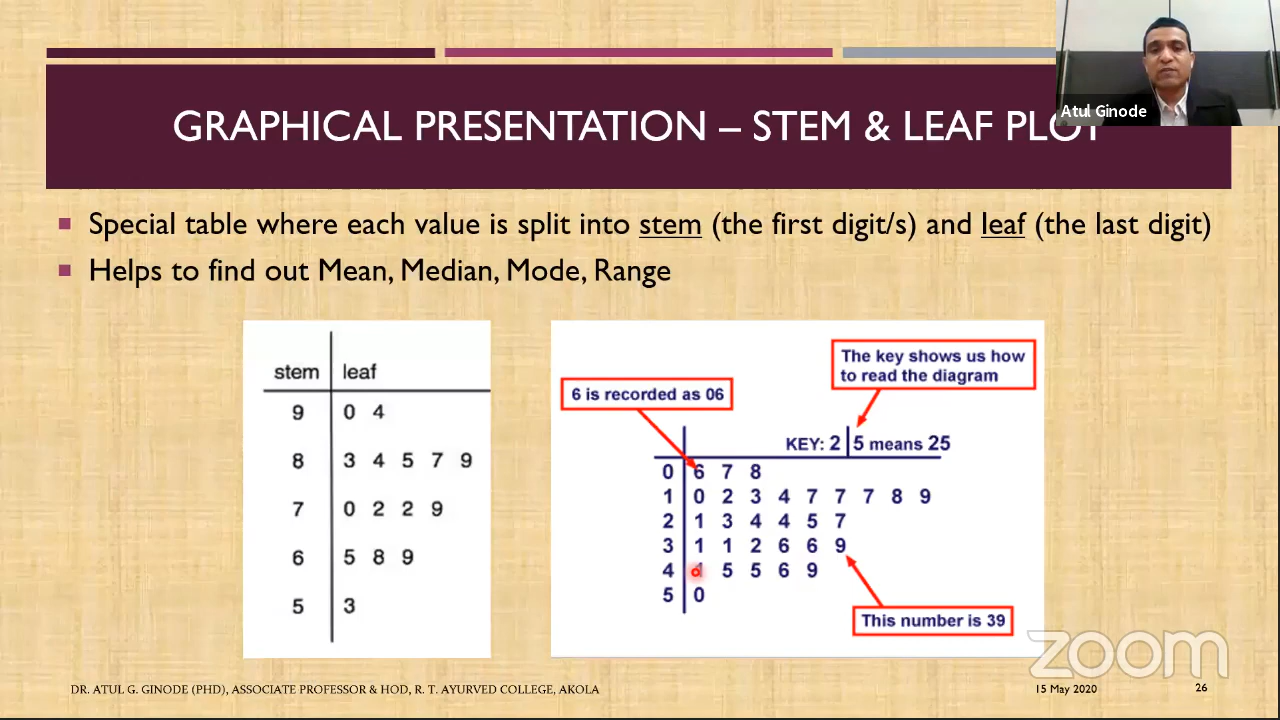 GRAPHICAL PRESENTATION – STEM & LEAF PLOT
Atul Ginode
Special table where each value is split into stem (the first digit/s) and leaf (the last digit)
Helps to find out Mean, Median, Mode, Range
stem leaf
9 0 4
8 3 4 5 7 9
7 0 2 2 9
6 5 8 9
5 3
The key shows us how
to read the diagram
6 is recorded as 06
KEY: 2|5 means 25
0 6 7 8
1 0 2 3 4 7 7 7 8 9
2 1 3 4 4 5 7
3 1 1 2 6 6 9
4 5 5 6 9
5 0
This number is 39
zoom
DR. ATUL G. GINODE (PHD), ASSOCIATE PROFESSOR & HOD, R. T. AYURVED COLLEGE, AKOLA
15 May 2020
26